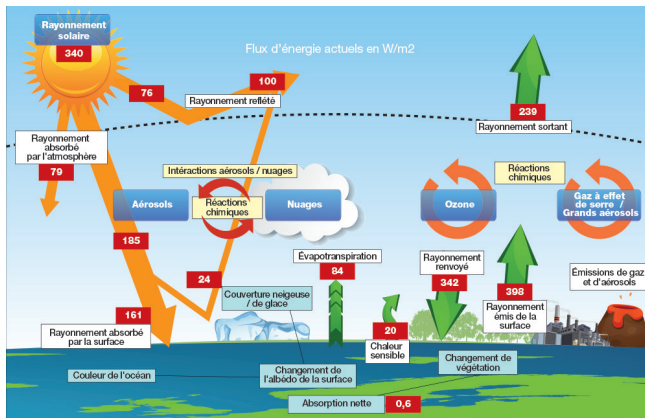 Rayonnement
solaire
340
Flux d'énergie actuels en W/m2
76
100
Rayonnement reflété
239
Rayonnement sortant
Rayonnement
absorbé
par l'atmosphère
79
Intéractions aérosols / nuages
Réactions
chimiques
Aérosols
Réactions
chimiques
Nuages
Ozone
Gaz à effet
de serre /
Grands aérosols
185
Évapotranspiration
84
Rayonnement
renvoyé
342
398
Rayonnement
émis de la
surface
Émissions de gaz
et d'aérosols
24
Couverture neigeuse
/ de glace
161
Rayonnement absorbé
par la surface
20
Chaleur
sensible
Couleur de l'océan
Changement de
l'albédo de la surface
Changement de
végétation
Absorption nette
0,6